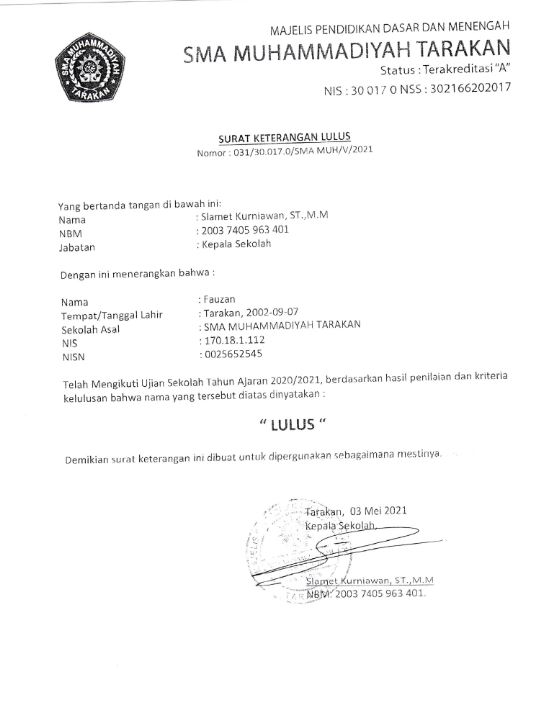 MAJELIS PENDIDIKAN DASAR DAN MENENGAH
SMA MUHAMMADIYAH TARAKAN
Status : Terakreditasi "A"
NIS : 30 017 0 NSS : 302166202017
SMA MUHAMMADIYAH
TARAKAN
SURAT KETERANGAN LULUS
Nomor : 031/30.017.0/SMA MUH/V/2021
Yang bertanda tangan di bawah ini:
Nama : Slamet Kurniawan, ST.,M.M
NBM : 2003 7405 963 401
Jabatan : Kepala Sekolah
Dengan ini menerangkan bahwa :
Nama : Fauzan
Tempat/Tanggal Lahir : Tarakan, 2002-09-07
Sekolah Asal : SMA MUHAMMADIYAH TARAKAN
NIS : 170.18.1.112
NISN : 0025652545
Telah Mengikuti Ujian Sekolah Tahun Ajaran 2020/2021, berdasarkan hasil penilaian dan kriteria
kelulusan bahwa nama yang tersebut diatas dinyatakan :
" LULUS "
Demikian surat keterangan ini dibuat untuk dipergunakan sebagaimana mestinya.
Tarakan, 03 Mei 2021
Kepala Sekolah,
Slamet Kurniawan, ST.,M.M
NBM: 2003 7405 963 401.